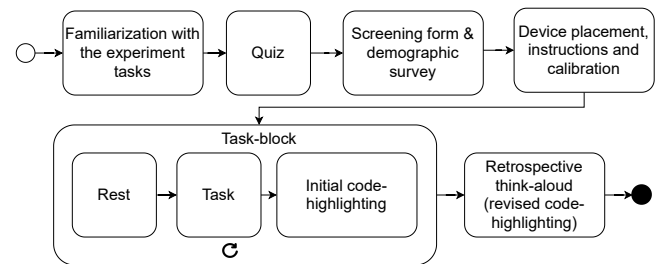 Familiarization with
the experiment
tasks
Quiz
Screening form &
demographic
survey
Device placement,
instructions and
calibration
Task-block
Rest
Task
Initial code-
highlighting
Retrospective
think-aloud
(revised code-
highlighting)